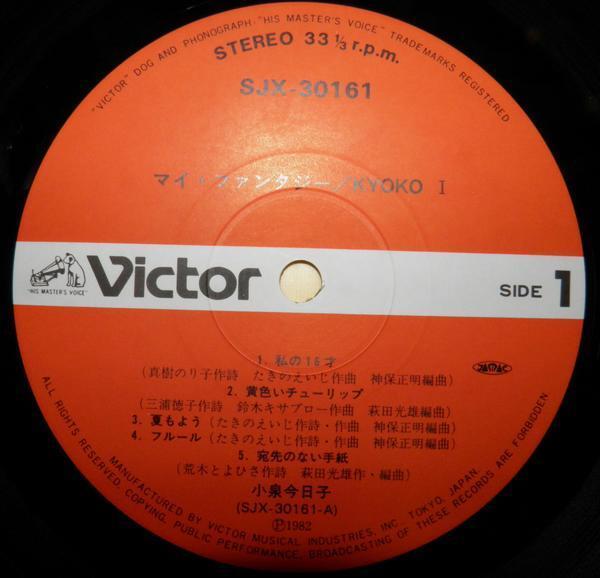 "VICTOR" DOG AND PHONOGRAPH·"HIS MASTER'S VOICE" TRADEMARKS REGISTERED
STEREO 33 1/3 r.p.m.
SJX-30161
マイ・ファンタジー/KYOKO I
"HIS MASTER'S VOICE"
Victor
SIDE 1
1. 私の16才
(真樹のり子作詩 たきのえいじ作曲 神保正明編曲)
2. 黄色いチューリップ
(三浦徳子作詩 鈴木キサブロー作曲 萩田光雄編曲)
3. 夏もよう (たきのえいじ作詩・作曲 神保正明編曲)
4. フルール (たきのえいじ作詩・作曲 神保正明編曲)
5. 宛先のない手紙
(荒木とよひさ作詩 萩田光雄作・編曲)
JASRAC
小泉今日子
(SJX-30161-A)
Ⓟ1982
MANUFACTURED BY VICTOR MUSICAL INDUSTRIES, INC. TOKYO, JAPAN.
ALL RIGHTS RESERVED. COPYING, PUBLIC PERFORMANCE, BROADCASTING OF THESE RECORDS ARE FORBIDDEN